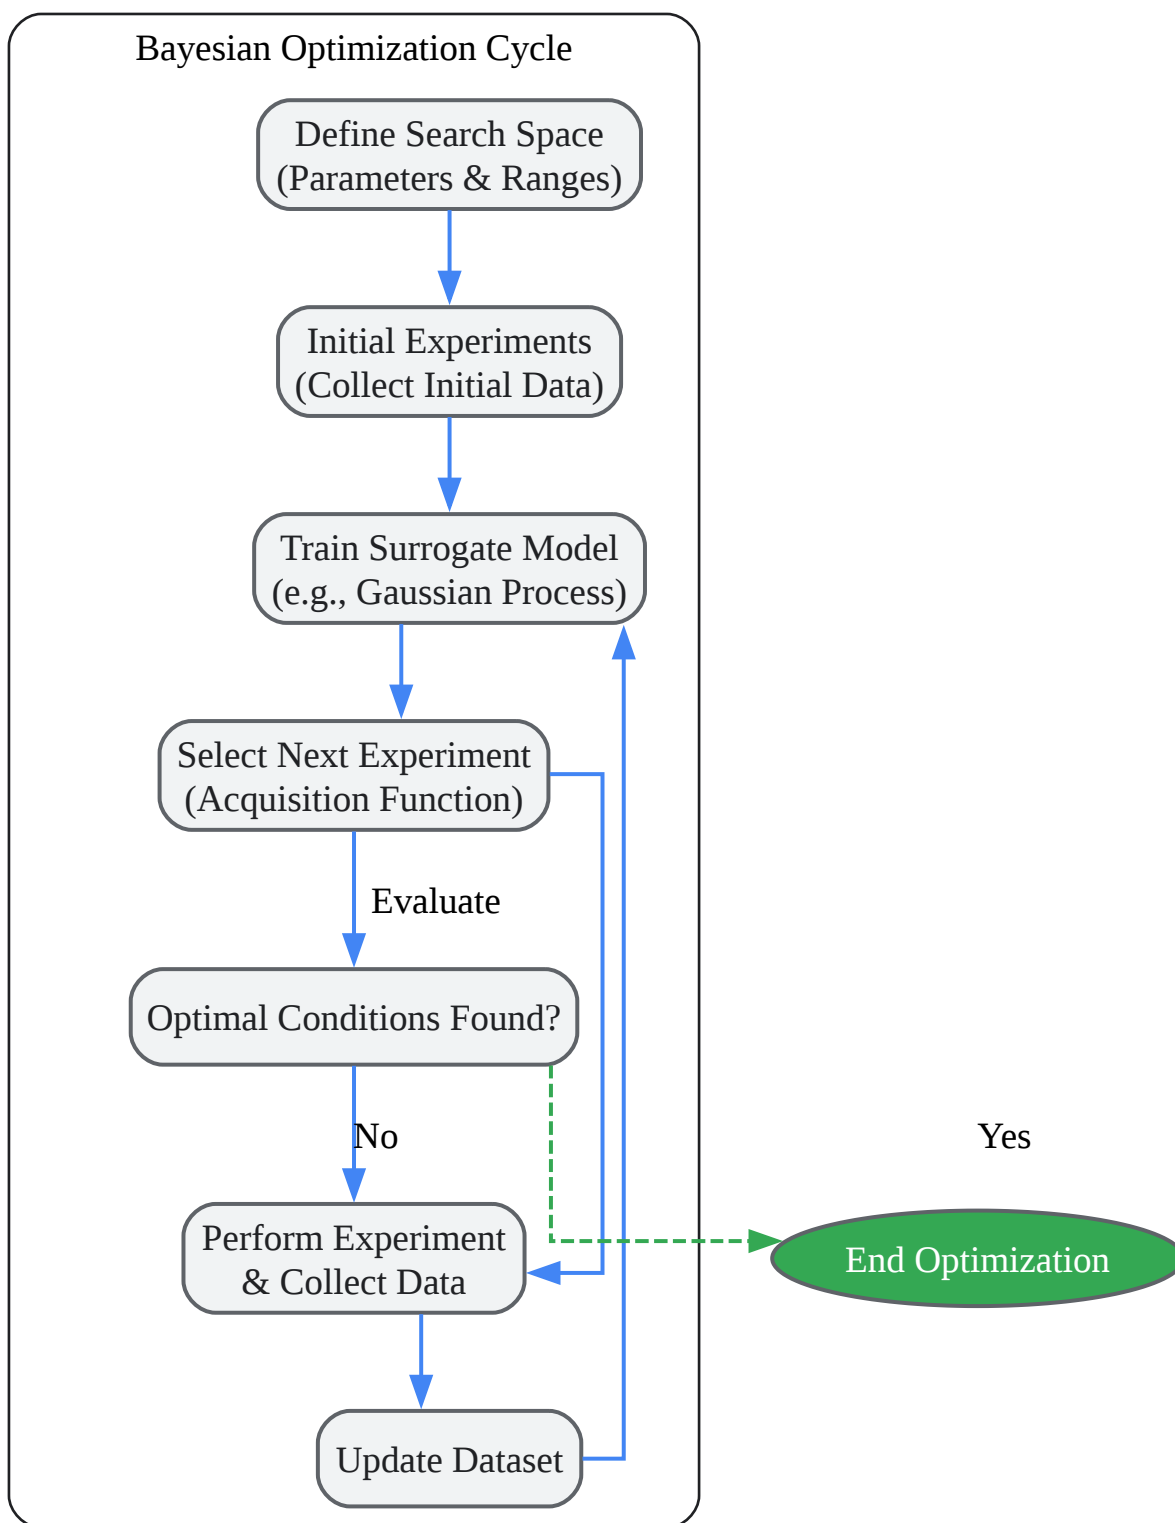 Bayesian Optimization Cycle
Define Search Space
(Parameters & Ranges)
Initial Experiments
(Collect Initial Data)
Train Surrogate Model
(e.g., Gaussian Process)
Select Next Experiment
(Acquisition Function)
Evaluate
Optimal Conditions Found?
No
Yes
Perform Experiment
& Collect Data
End Optimization
Update Dataset